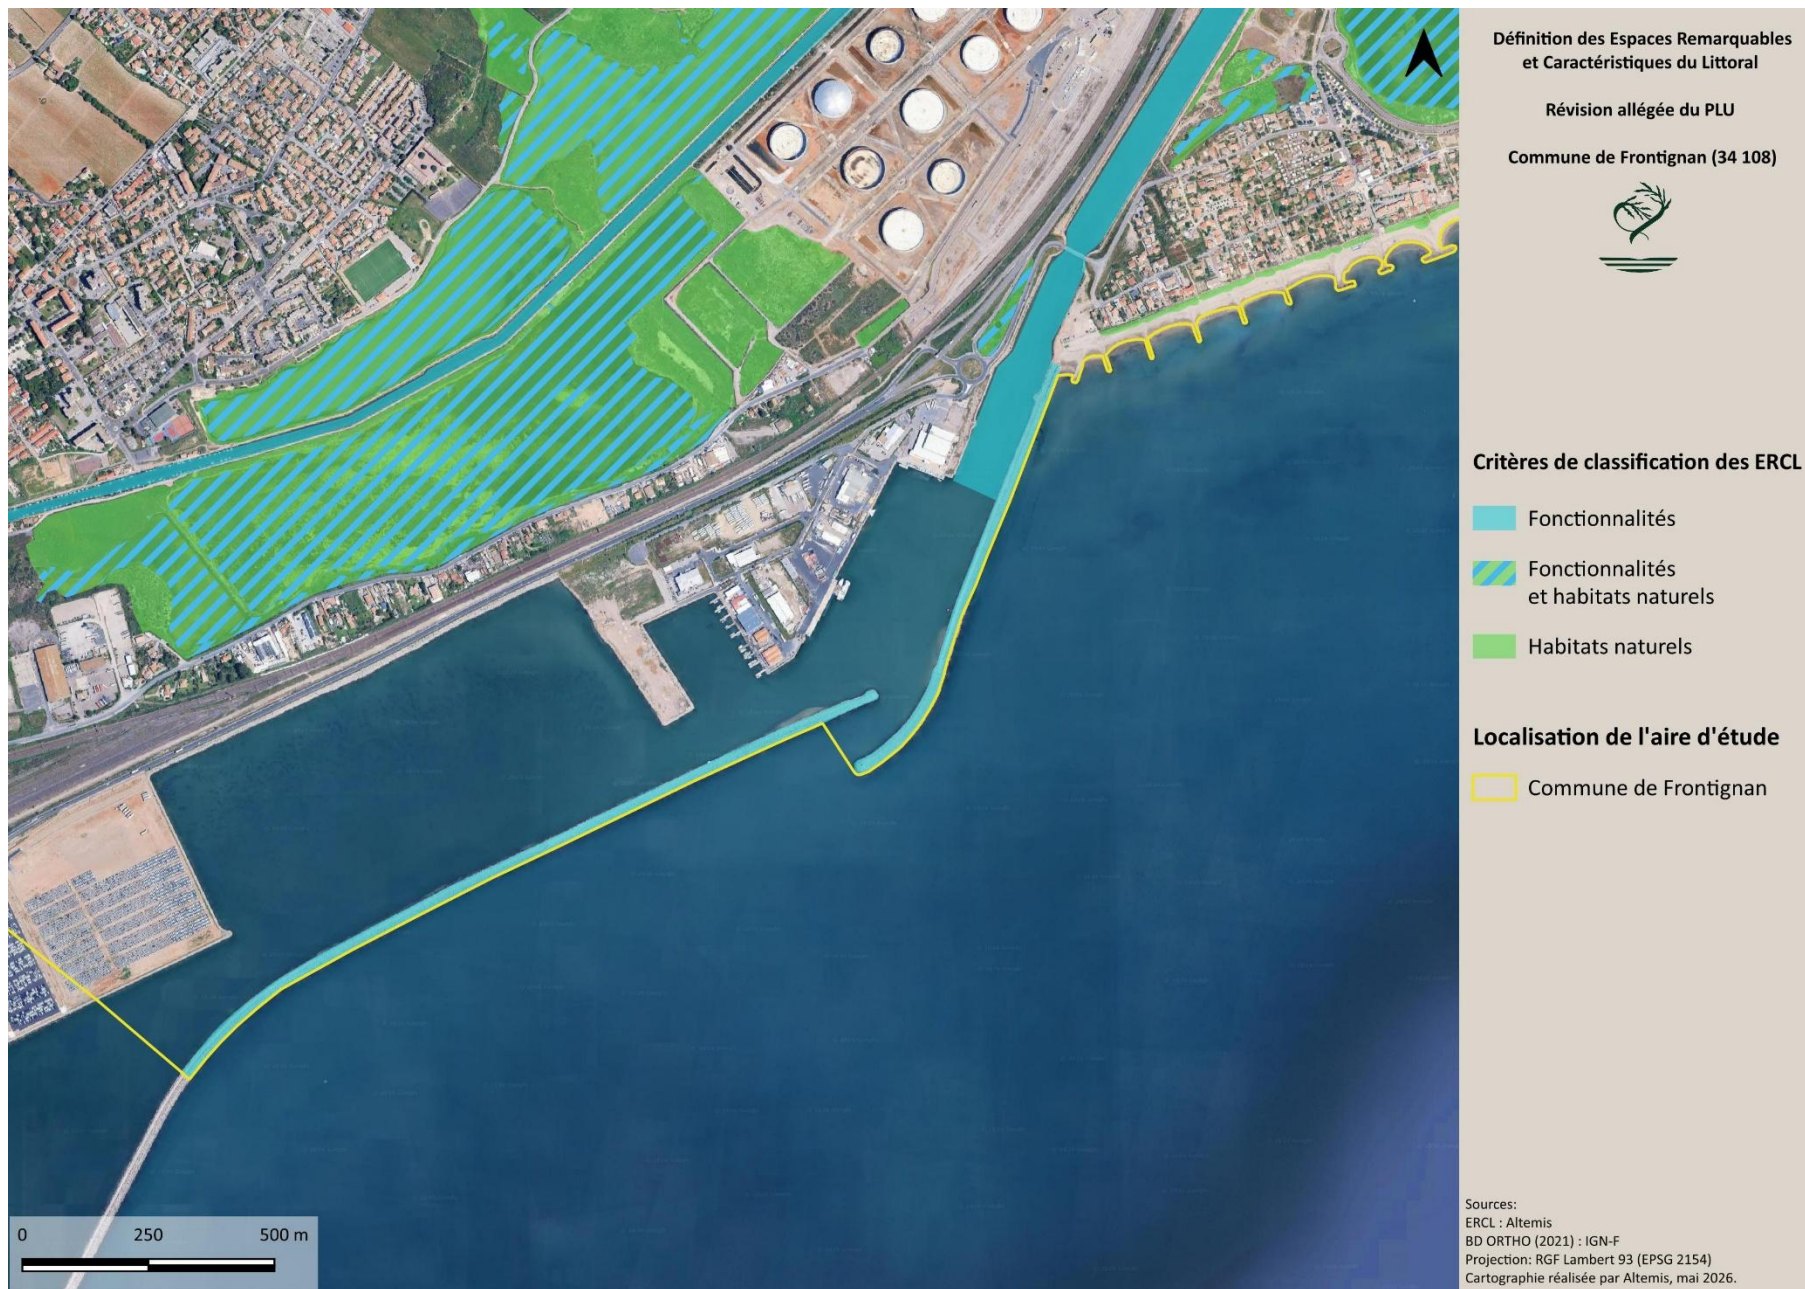 Définition des Espaces Remarquables
et Caractéristiques du Littoral
Révision allégée du PLU
Commune de Frontignan (34 108)
Critères de classification des ERCL
Fonctionnalités
Fonctionnalités
et habitats naturels
Habitats naturels
Localisation de l'aire d'étude
Commune de Frontignan
0 250 500 m
Sources:
ERCL : Altemis
BD ORTHO (2021) : IGN-F
Projection: RGF Lambert 93 (EPSG 2154)
Cartographie réalisée par Altemis, mai 2026.